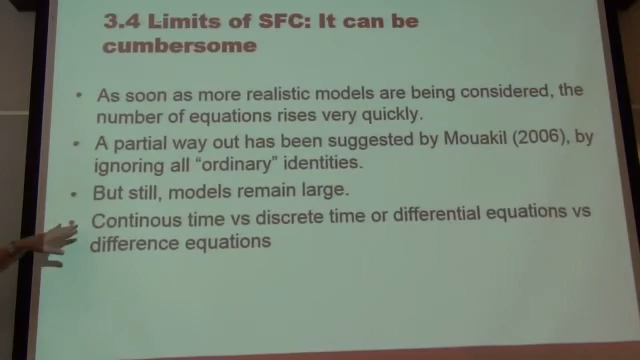 3.4 Limits of SFC: It can be
cumbersome
• As soon as more realistic models are being considered, the
number of equations rises very quickly.
• A partial way out has been suggested by Mouakil (2006), by
ignoring all “ordinary” identities.
• But still, models remain large.
• Continous time vs discrete time or differential equations vs
difference equations